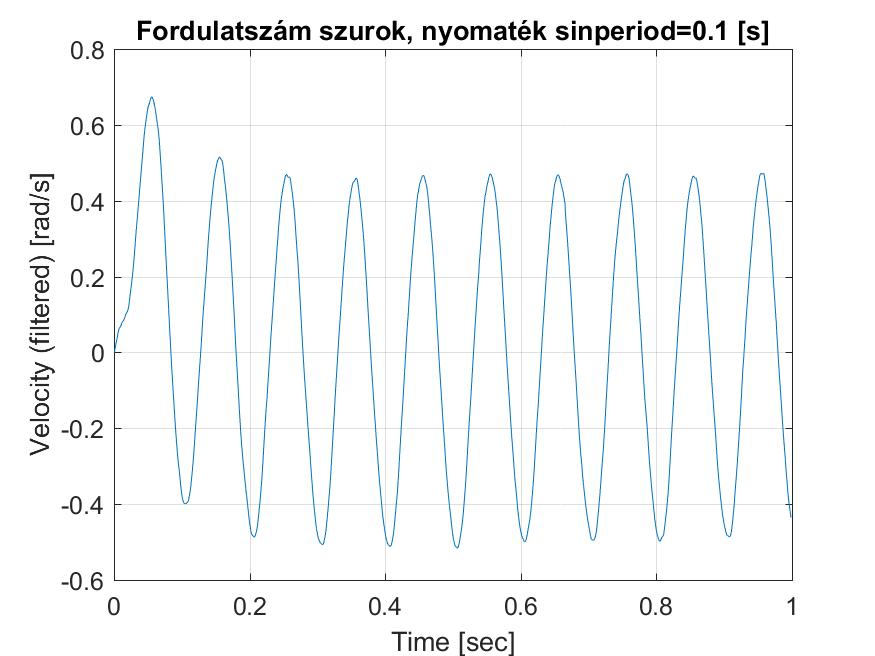 Fordulatszám szurok, nyomaték sinperiod=0.1 [s]
0.8
0.6
0.4
0.2
0
-0.2
-0.4
-0.6
Velocity (filtered) [rad/s]
0 0.2 0.4 0.6 0.8 1
Time [sec]